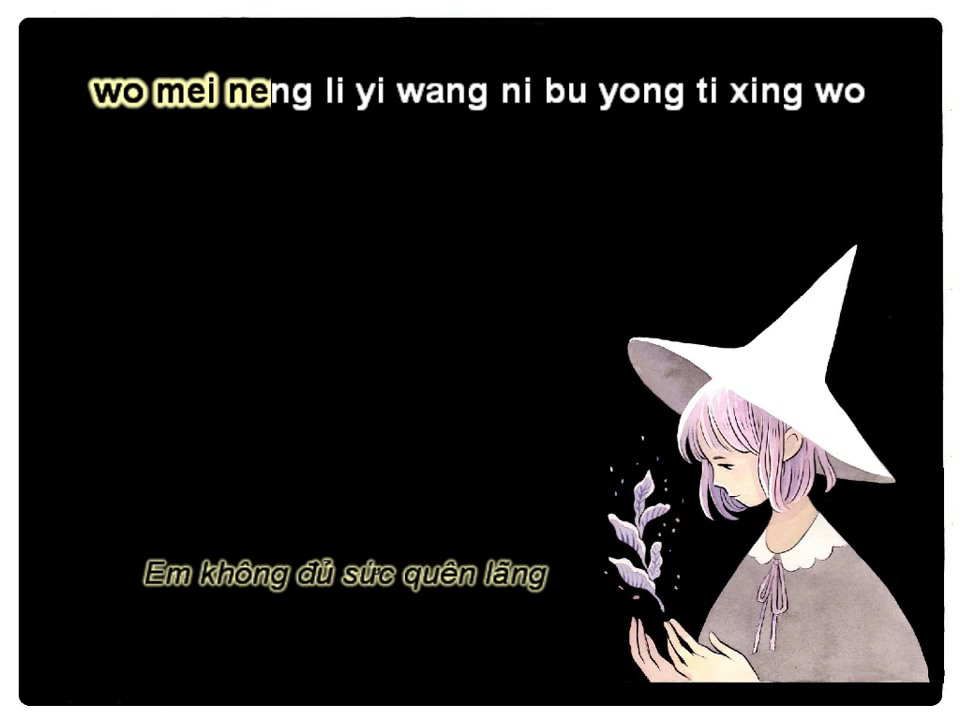 wo mei neng li yi wang ni bu yong ti xing wo
Em không đủ sức quên lãng